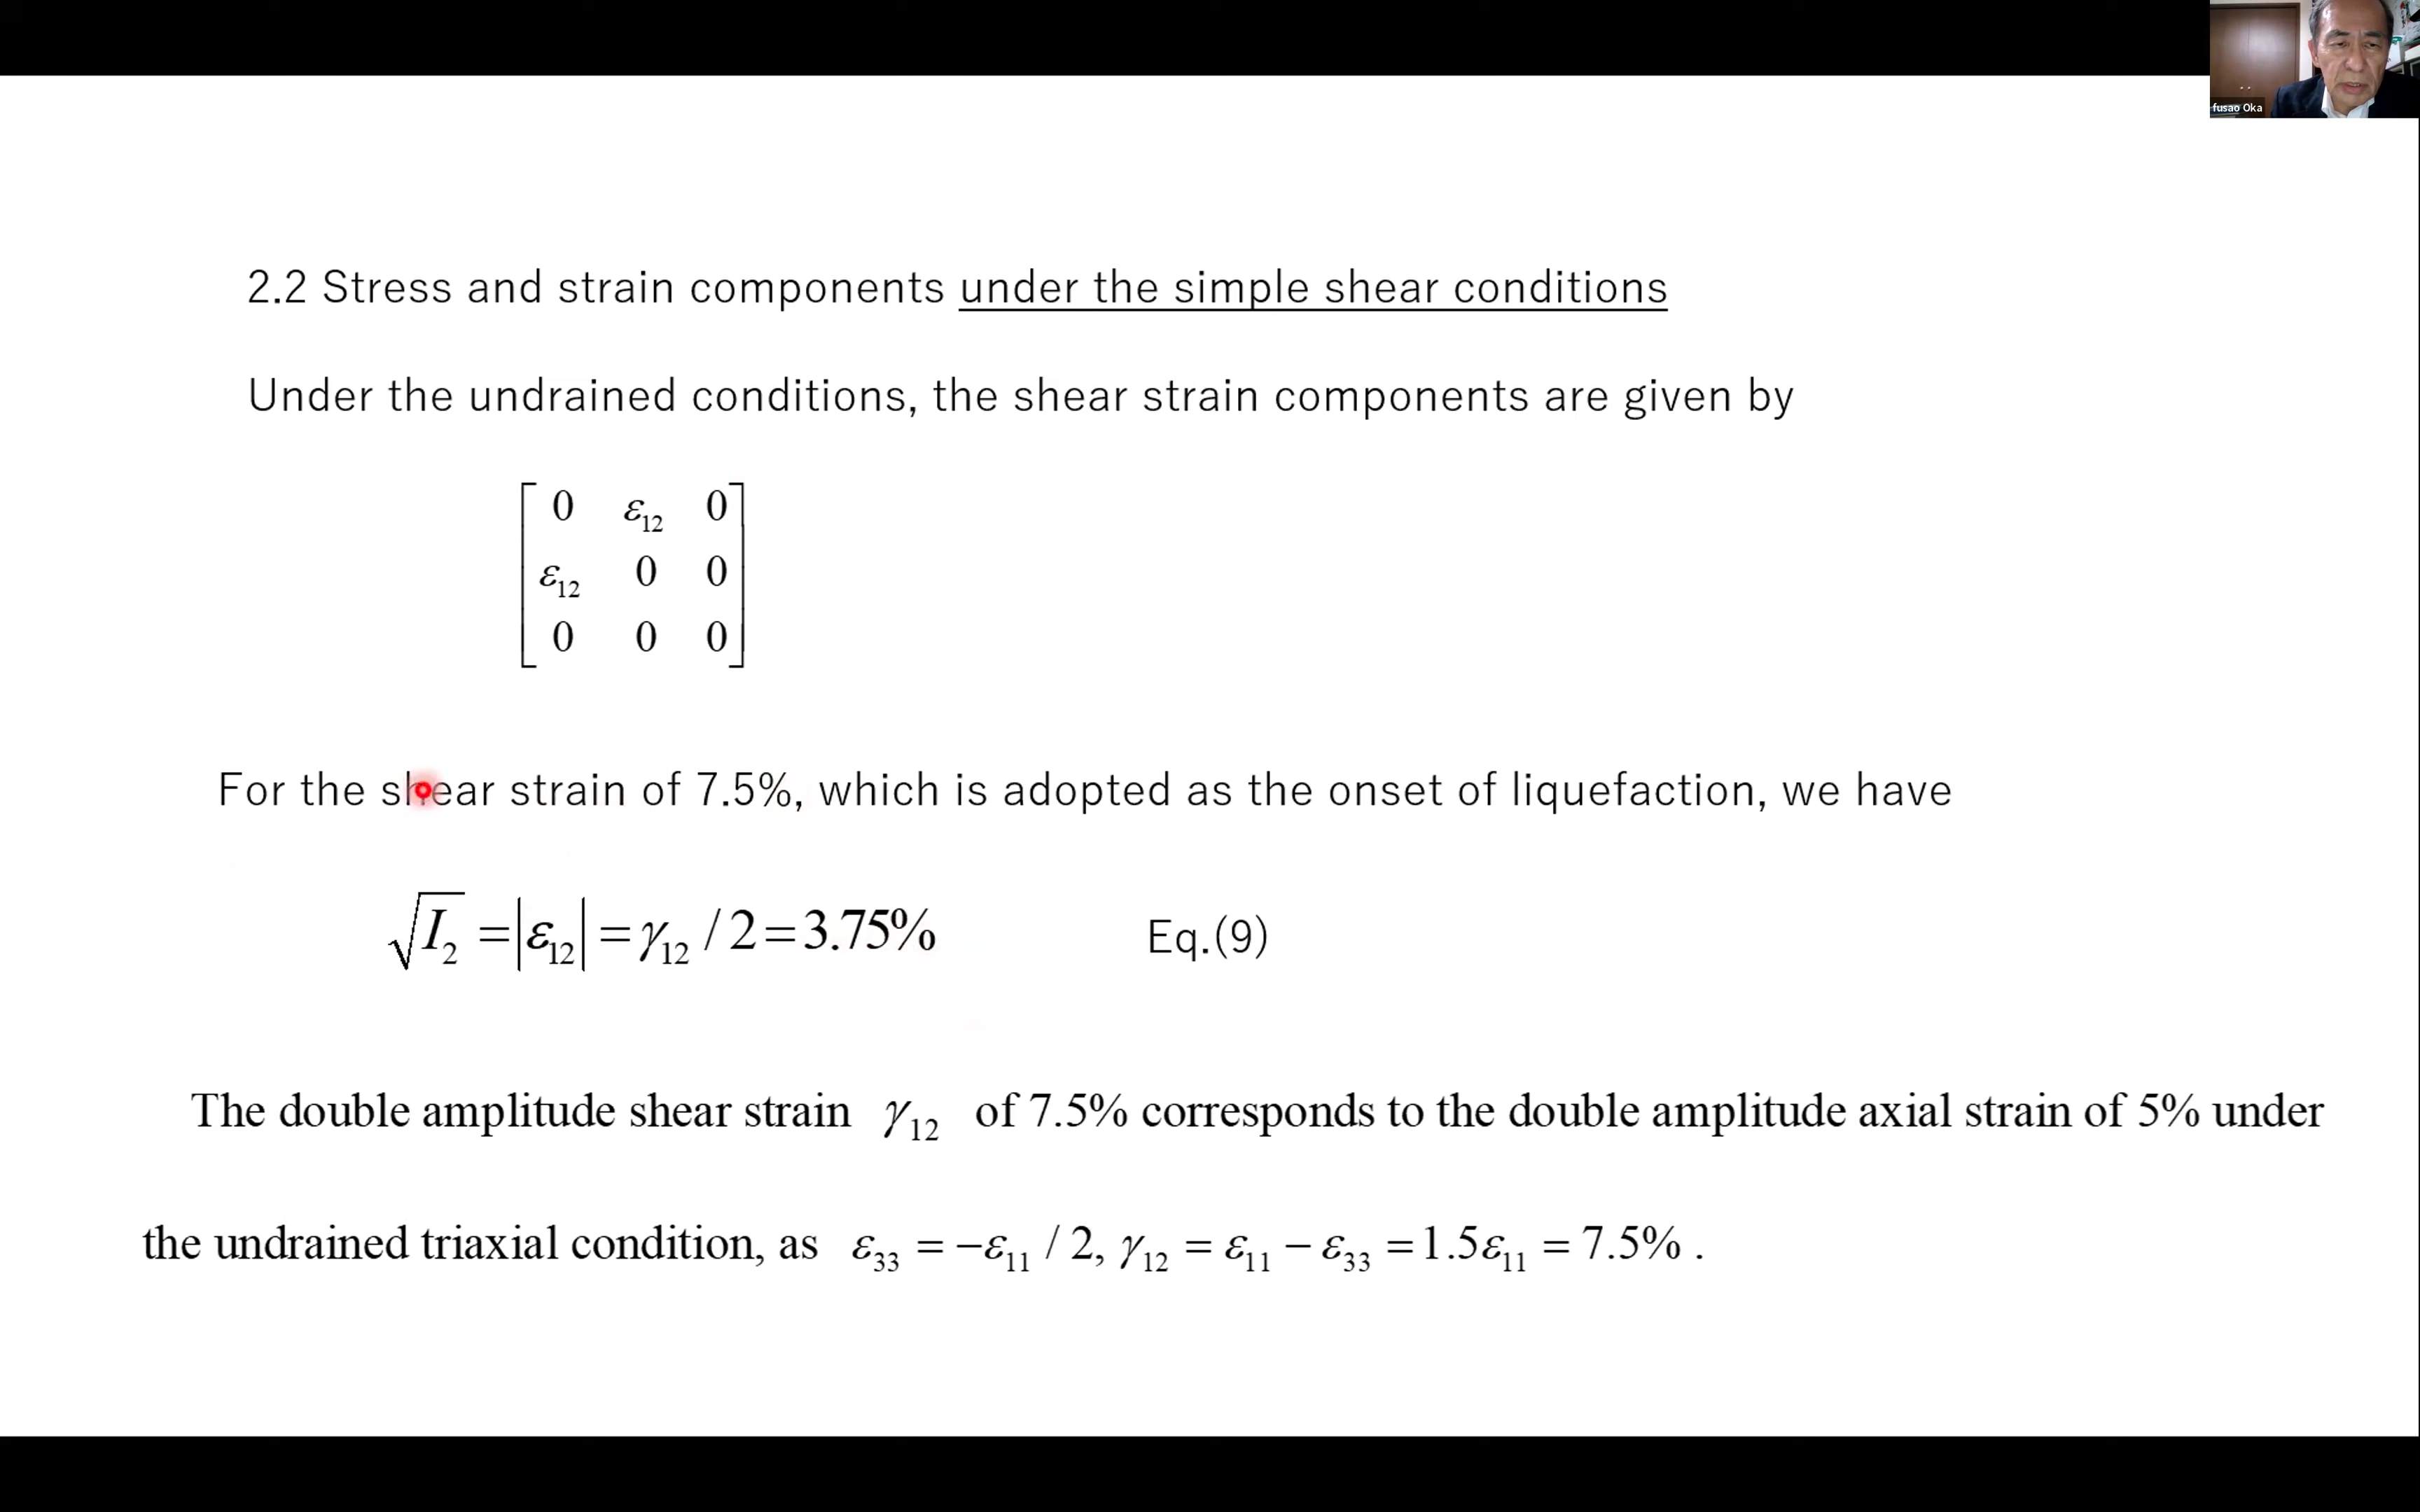 fusao Oka
2.2 Stress and strain components under the simple shear conditions
Under the undrained conditions, the shear strain components are given by
[ 0 ε₁₂ 0
ε₁₂ 0 0
0 0 0 ]
For the shear strain of 7.5%, which is adopted as the onset of liquefaction, we have
√I₂ = |ε₁₂| = γ₁₂ / 2 = 3.75% Eq.(9)
The double amplitude shear strain γ₁₂ of 7.5% corresponds to the double amplitude axial strain of 5% under
the undrained triaxial condition, as ε₃₃ = −ε₁₁ / 2, γ₁₂ = ε₁₁ − ε₃₃ = 1.5ε₁₁ = 7.5% .